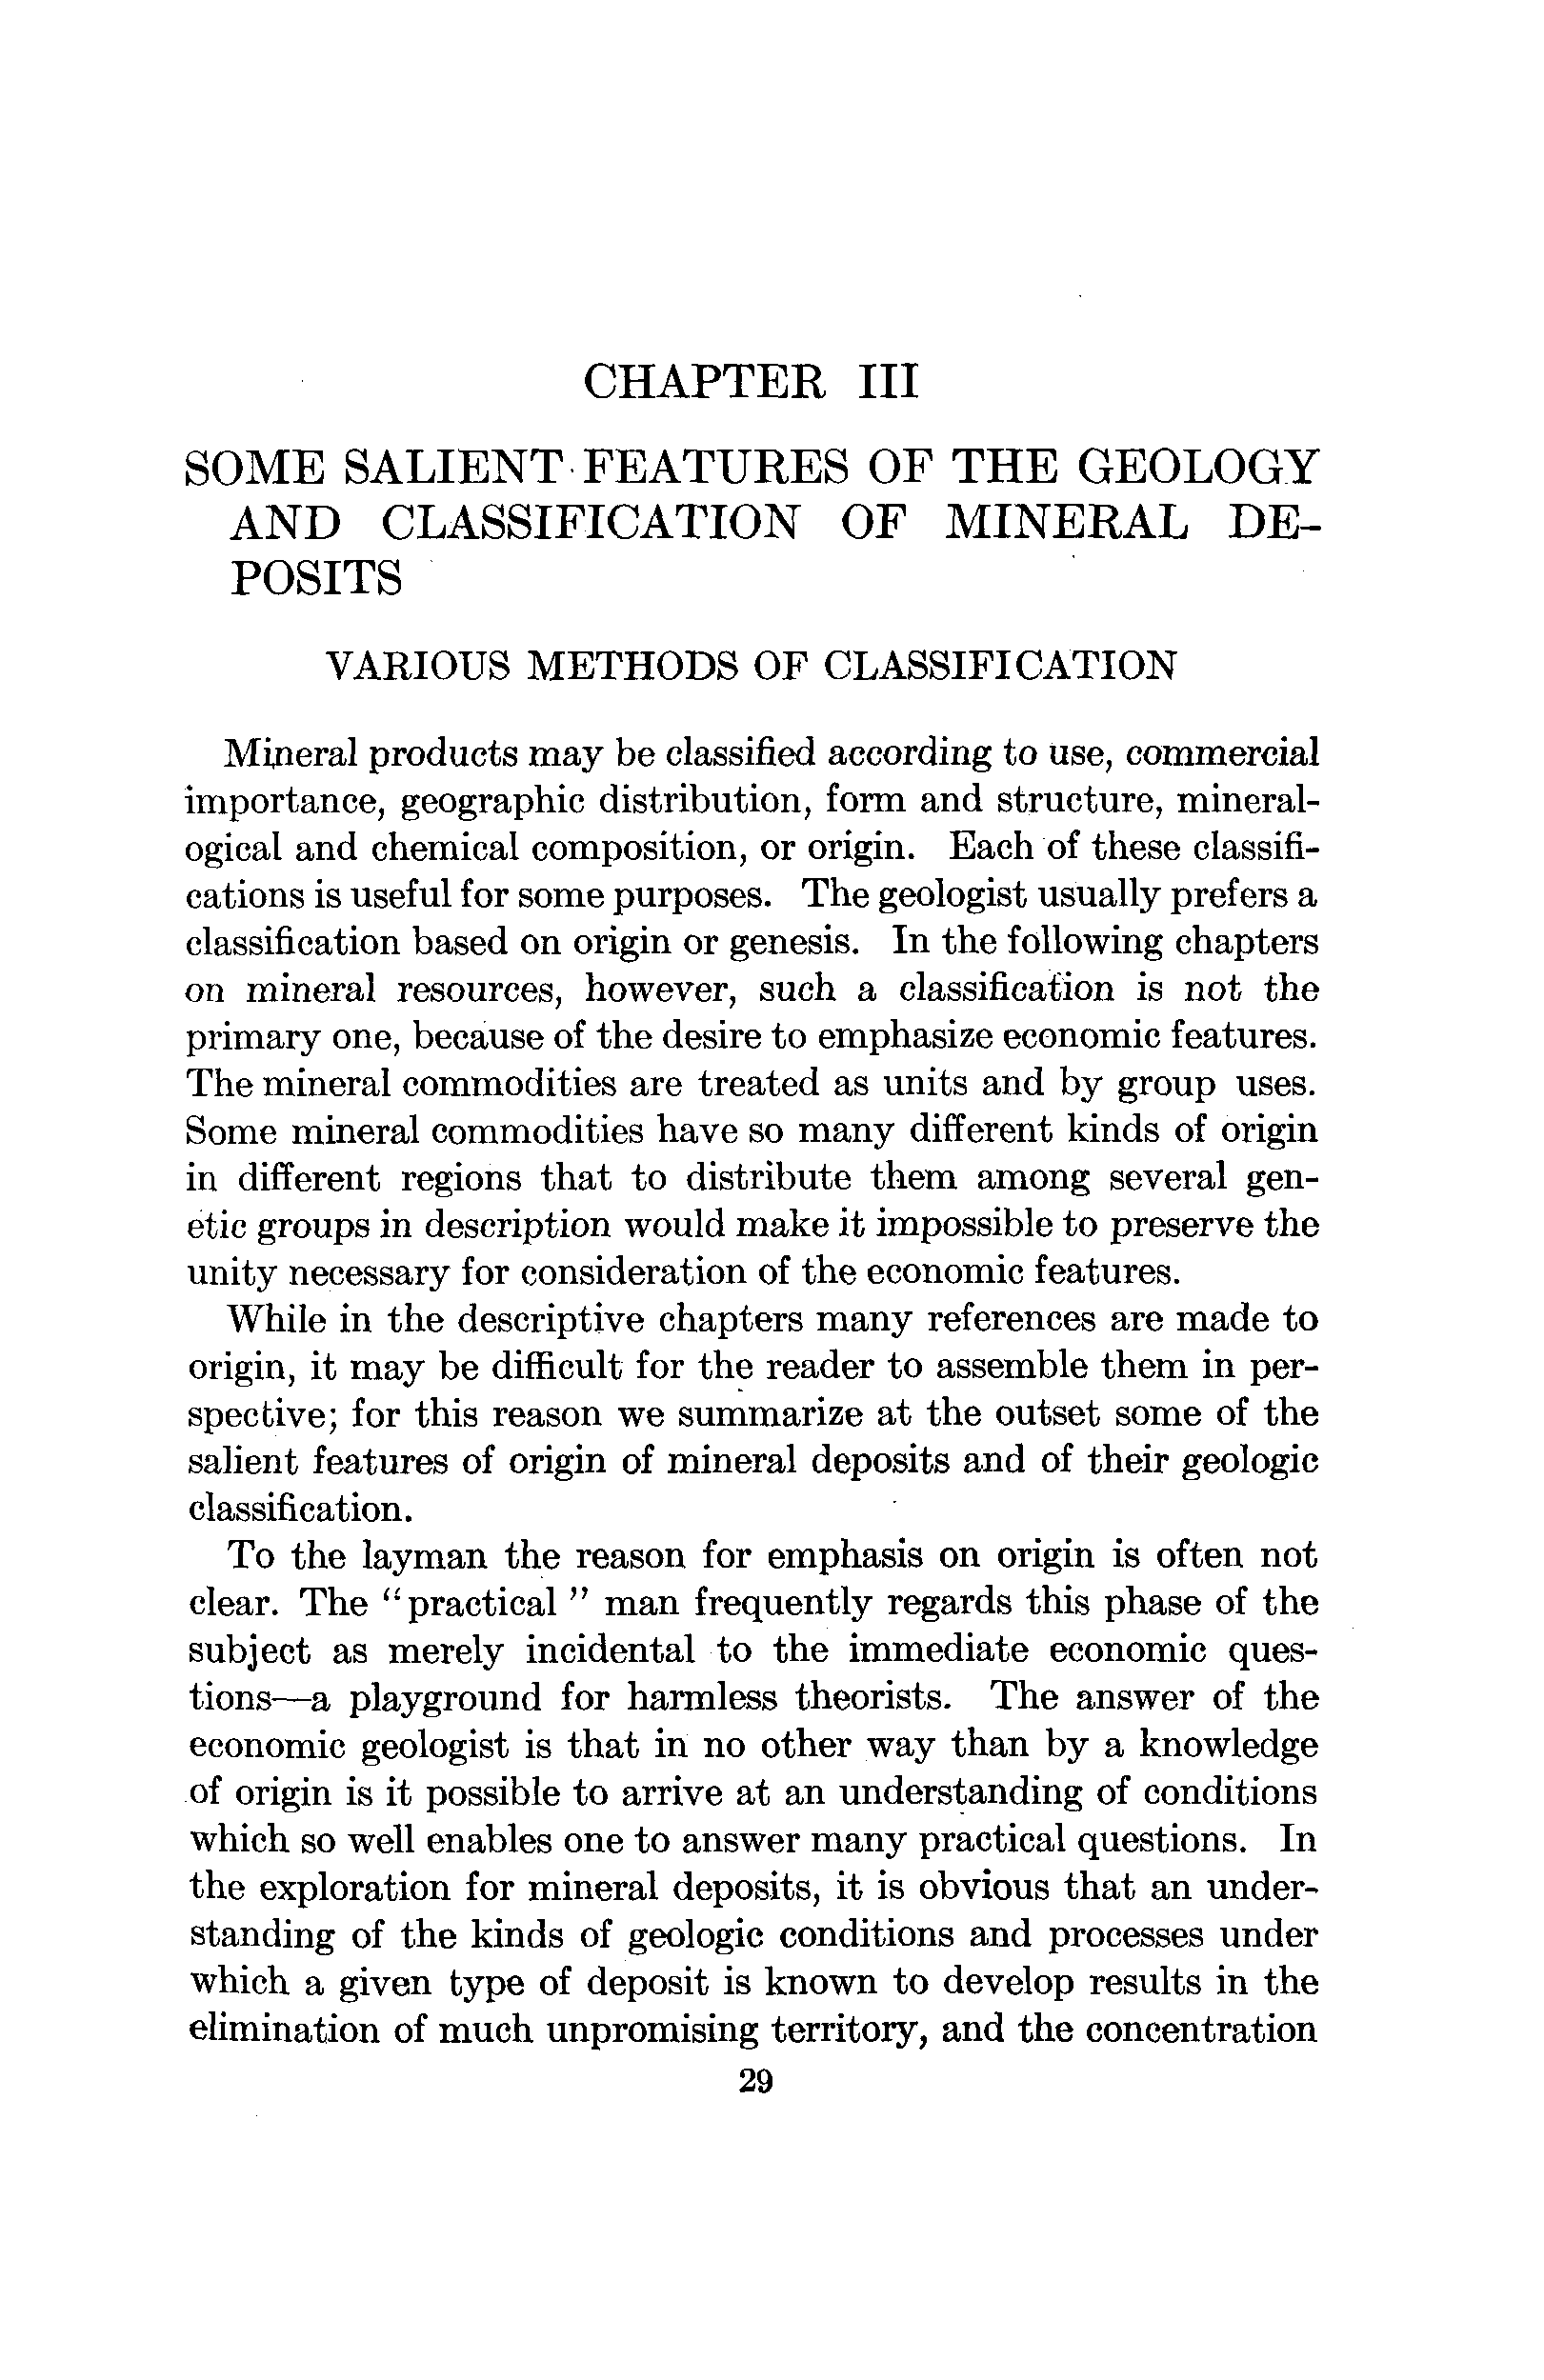 CHAPTER III
SOME SALIENT FEATURES OF THE GEOLOGY
AND CLASSIFICATION OF MINERAL DE-
POSITS
VARIOUS METHODS OF CLASSIFICATION
Mineral products may be classified according to use, commercial
importance, geographic distribution, form and structure, mineral-
ogical and chemical composition, or origin. Each of these classifi-
cations is useful for some purposes. The geologist usually prefers a
classification based on origin or genesis. In the following chapters
on mineral resources, however, such a classification is not the
primary one, because of the desire to emphasize economic features.
The mineral commodities are treated as units and by group uses.
Some mineral commodities have so many different kinds of origin
in different regions that to distribute them among several gen-
etic groups in description would make it impossible to preserve the
unity necessary for consideration of the economic features.
While in the descriptive chapters many references are made to
origin, it may be difficult for the reader to assemble them in per-
spective; for this reason we summarize at the outset some of the
salient features of origin of mineral deposits and of their geologic
classification.
To the layman the reason for emphasis on origin is often not
clear. The “practical ” man frequently regards this phase of the
subject as merely incidental to the immediate economic ques-
tions—a playground for harmless theorists. The answer of the
economic geologist is that in no other way than by a knowledge
of origin is it possible to arrive at an understanding of conditions
which so well enables one to answer many practical questions. In
the exploration for mineral deposits, it is obvious that an under-
standing of the kinds of geologic conditions and processes under
which a given type of deposit is known to develop results in the
elimination of much unpromising territory, and the concentration
29